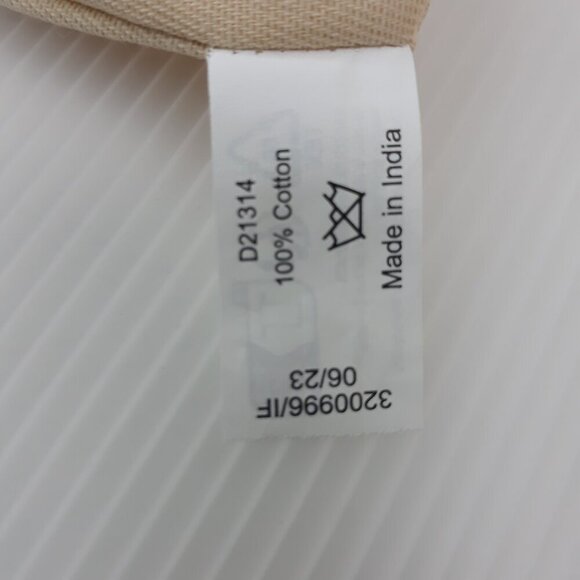 D21314
100% Cotton
Made in India
3200996/IF
06/23